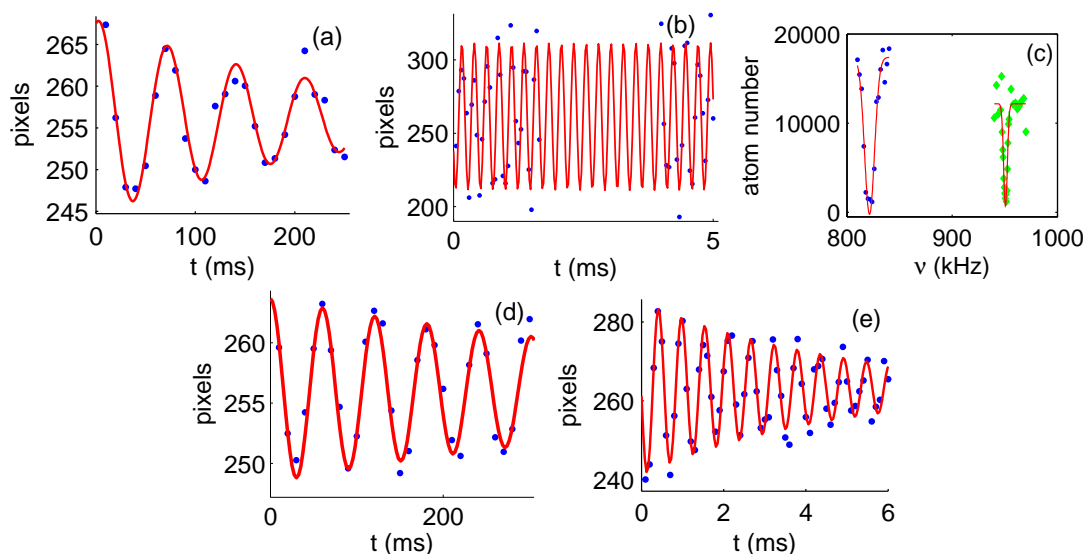 (a)
pixels
265
260
255
250
245
0 100 200
t (ms)
(b)
pixels
300
250
200
0 5
t (ms)
(c)
atom number
20000
10000
0
800 900 1000
ν (kHz)
(d)
pixels
260
255
250
0 200
t (ms)
(e)
pixels
280
260
240
0 2 4 6
t (ms)